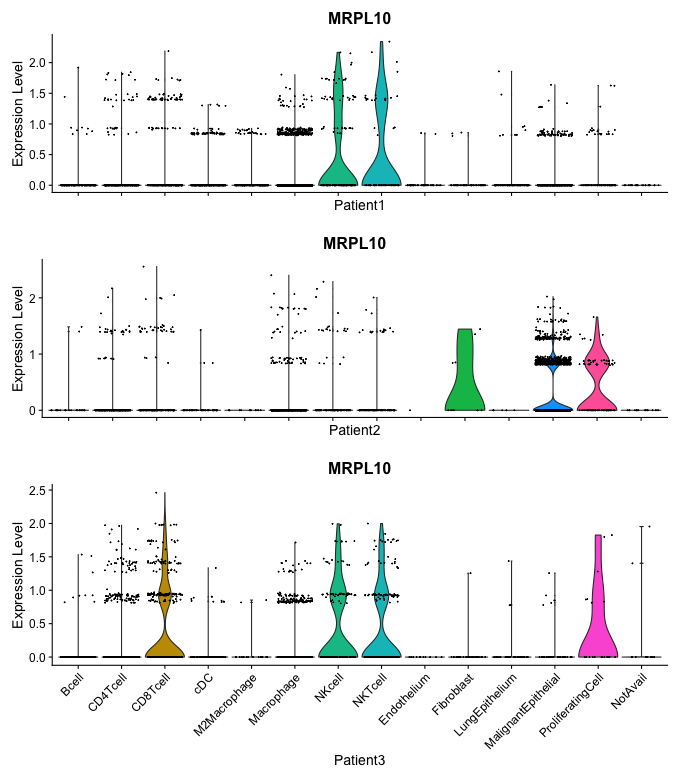 MRPL10
Expression Level
2.0
1.5
1.0
0.5
0.0
Patient1
MRPL10
Expression Level
2
1
0
Patient2
MRPL10
Expression Level
2.5
2.0
1.5
1.0
0.5
0.0
Bcell
CD4Tcell
CD8Tcell
cDC
M2Macrophage
Macrophage
NKcell
NKTcell
Endothelium
Fibroblast
LungEpithelium
MalignantEpithelial
ProliferatingCell
NotAvail
Patient3